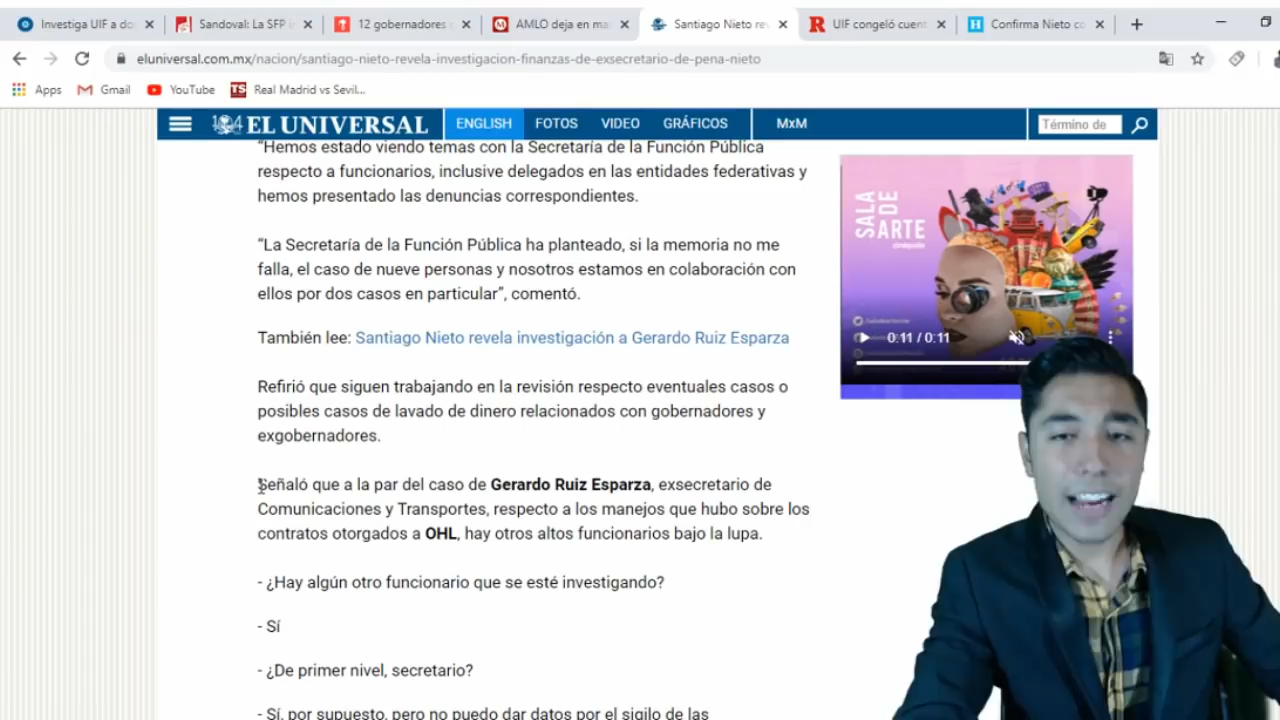 Investiga UIF a do
Sandoval: La SFP i
12 gobernadores
AMLO deja en ma
Santiago Nieto re
UIF congeló cuen
Confirma Nieto co
eluniversal.com.mx/nacion/santiago-nieto-revela-investigacion-finanzas-de-exsecretario-de-pena-nieto
Apps
Gmail
YouTube
TS
Real Madrid vs Sevil...
EL UNIVERSAL
ENGLISH
FOTOS
VIDEO
GRÁFICOS
MxM
Término de
“Hemos estado viendo temas con la Secretaría de la Función Pública
respecto a funcionarios, inclusive delegados en las entidades federativas y
hemos presentado las denuncias correspondientes.
“La Secretaría de la Función Pública ha planteado, si la memoria no me
falla, el caso de nueve personas y nosotros estamos en colaboración con
ellos por dos casos en particular”, comentó.
También lee: Santiago Nieto revela investigación a Gerardo Ruiz Esparza
Refirió que siguen trabajando en la revisión respecto eventuales casos o
posibles casos de lavado de dinero relacionados con gobernadores y
exgobernadores.
Señaló que a la par del caso de Gerardo Ruiz Esparza, exsecretario de
Comunicaciones y Transportes, respecto a los manejos que hubo sobre los
contratos otorgados a OHL, hay otros altos funcionarios bajo la lupa.
- ¿Hay algún otro funcionario que se esté investigando?
- Sí
- ¿De primer nivel, secretario?
- Sí, por supuesto, pero no puedo dar datos por el sigilo de las
SALA
DE
ARTE
0:11 / 0:11